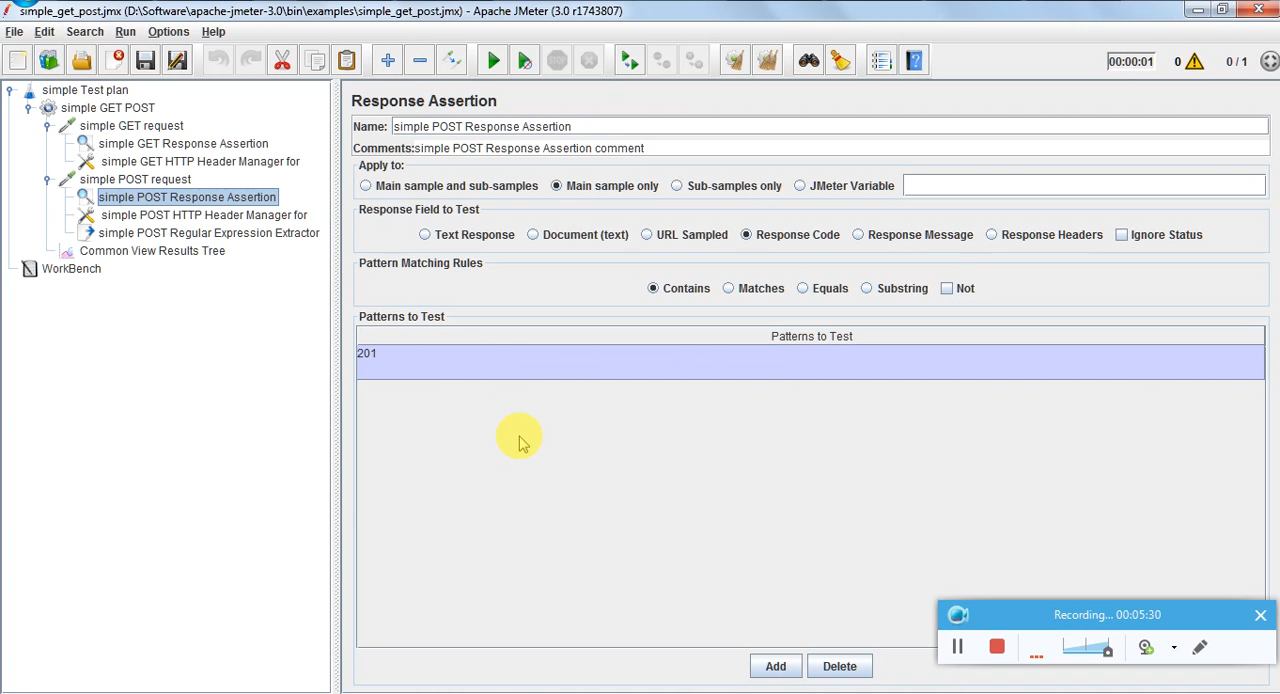 simple_get_post.jmx (D:\Software\apache-jmeter-3.0\bin\examples\simple_get_post.jmx) - Apache JMeter (3.0 r1743807)
File Edit Search Run Options Help
00:00:01 0 0 / 1
simple Test plan
simple GET POST
simple GET request
simple GET Response Assertion
simple GET HTTP Header Manager for
simple POST request
simple POST Response Assertion
simple POST HTTP Header Manager for
simple POST Regular Expression Extractor
Common View Results Tree
WorkBench
Response Assertion
Name: simple POST Response Assertion
Comments: simple POST Response Assertion comment
Apply to:
Main sample and sub-samples Main sample only Sub-samples only JMeter Variable
Response Field to Test
Text Response Document (text) URL Sampled Response Code Response Message Response Headers Ignore Status
Pattern Matching Rules
Contains Matches Equals Substring Not
Patterns to Test
Patterns to Test
201
Add Delete
Recording... 00:05:30